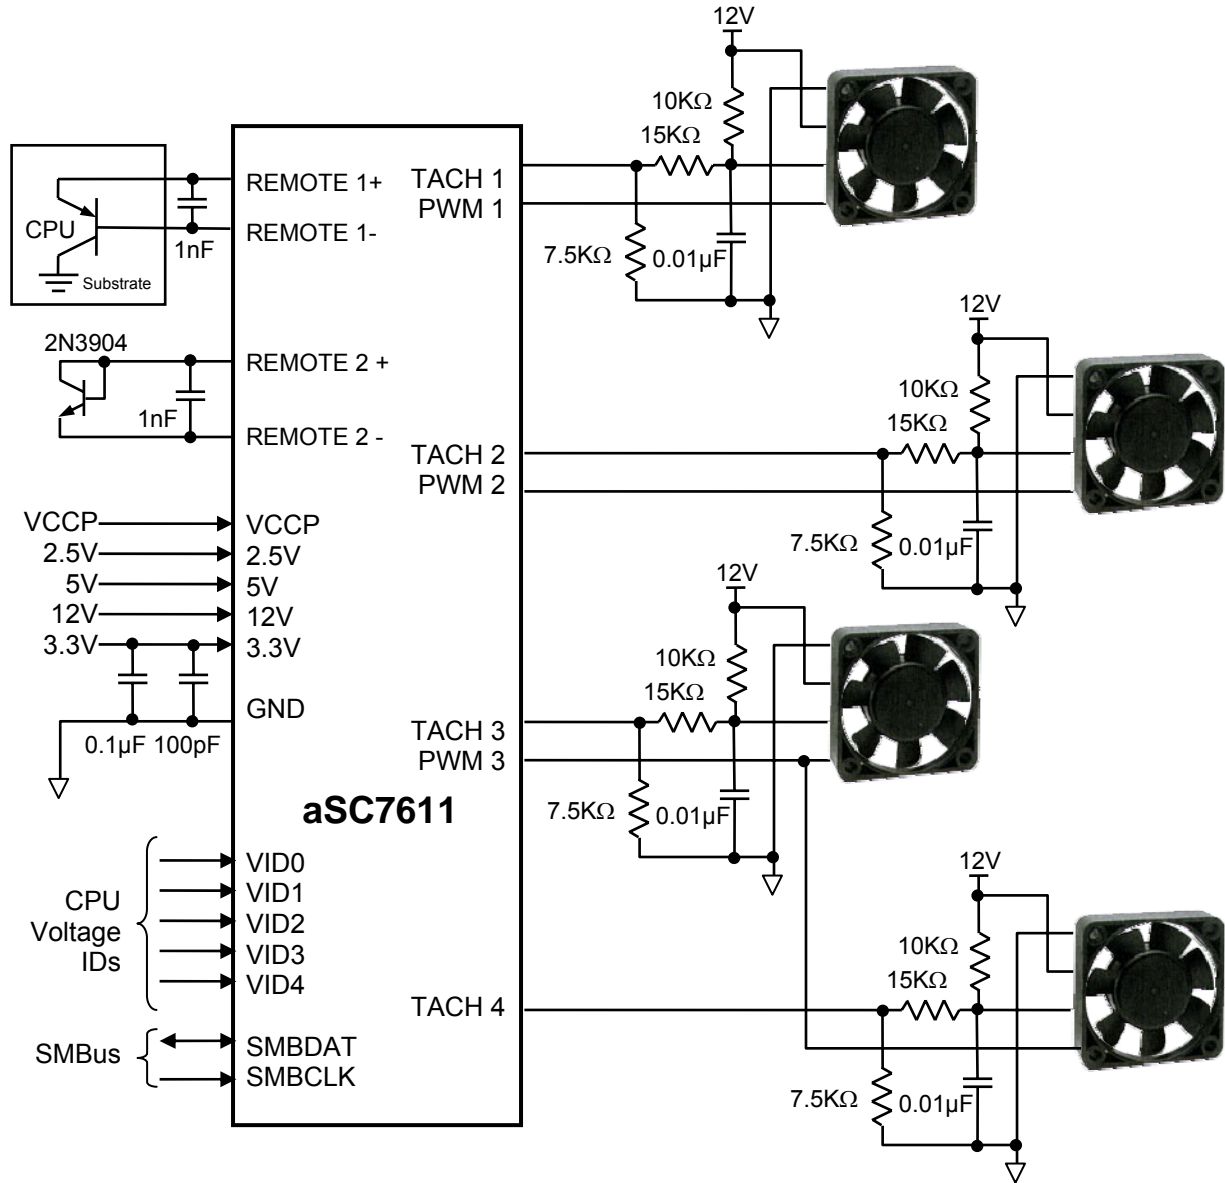 12V
10KΩ
15KΩ
TACH 1
PWM 1
7.5KΩ
0.01µF
REMOTE 1+
REMOTE 1-
CPU
Substrate
1nF
12V
10KΩ
15KΩ
2N3904
REMOTE 2 +
REMOTE 2 -
1nF
TACH 2
PWM 2
7.5KΩ
0.01µF
VCCP
VCCP
2.5V
2.5V
5V
5V
12V
12V
3.3V
3.3V
GND
0.1µF
100pF
12V
10KΩ
15KΩ
TACH 3
PWM 3
7.5KΩ
0.01µF
aSC7611
CPU
Voltage
IDs
VID0
VID1
VID2
VID3
VID4
12V
10KΩ
15KΩ
TACH 4
7.5KΩ
0.01µF
SMBus
SMBDAT
SMBCLK